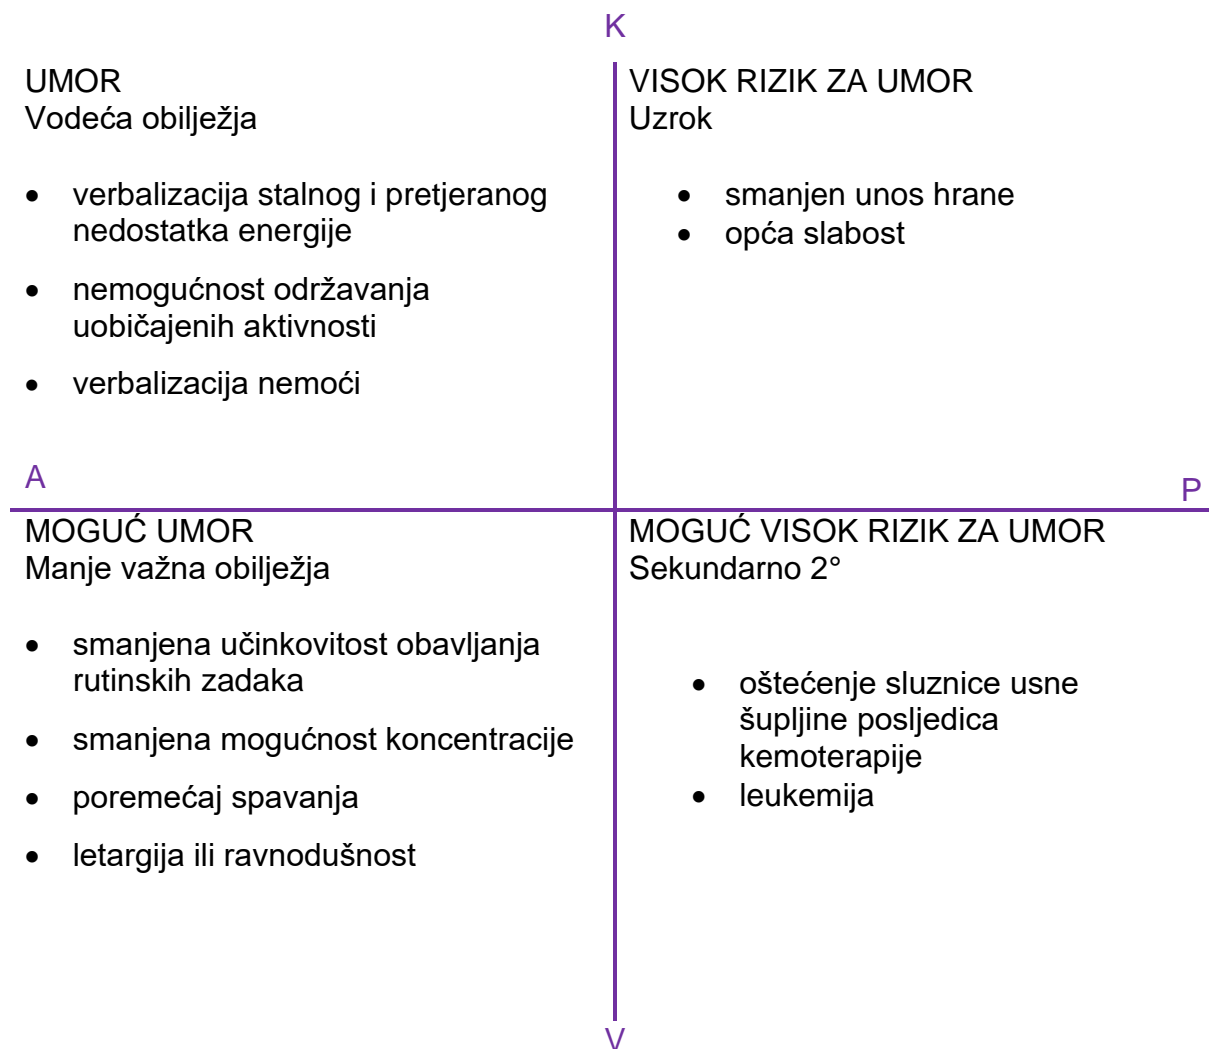 K
UMOR
Vodeća obilježja
• verbalizacija stalnog i pretjeranog
nedostatka energije
• nemogućnost održavanja
uobičajenih aktivnosti
• verbalizacija nemoći
A
VISOK RIZIK ZA UMOR
Uzrok
• smanjen unos hrane
• opća slabost
P
MOGUĆ UMOR
Manje važna obilježja
• smanjena učinkovitost obavljanja
rutinskih zadaka
• smanjena mogućnost koncentracije
• poremećaj spavanja
• letargija ili ravnodušnost
MOGUĆ VISOK RIZIK ZA UMOR
Sekundarno 2°
• oštećenje sluznice usne
šupljine posljedica
kemoterapije
• leukemija
V